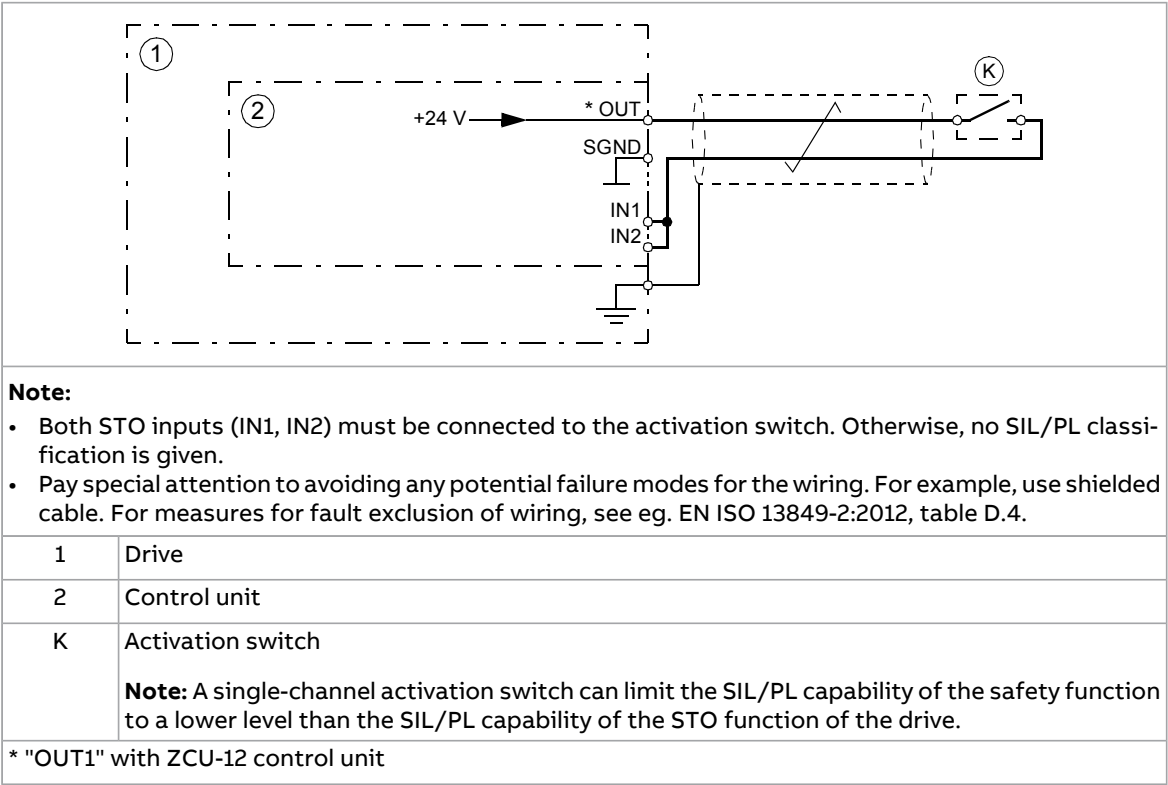 1
2
K
* OUT
+24 V
SGND
IN1
IN2
Note:
• Both STO inputs (IN1, IN2) must be connected to the activation switch. Otherwise, no SIL/PL classi-
fication is given.
• Pay special attention to avoiding any potential failure modes for the wiring. For example, use shielded
cable. For measures for fault exclusion of wiring, see eg. EN ISO 13849-2:2012, table D.4.
1 Drive
2 Control unit
K Activation switch
Note: A single-channel activation switch can limit the SIL/PL capability of the safety function
to a lower level than the SIL/PL capability of the STO function of the drive.
* "OUT1" with ZCU-12 control unit